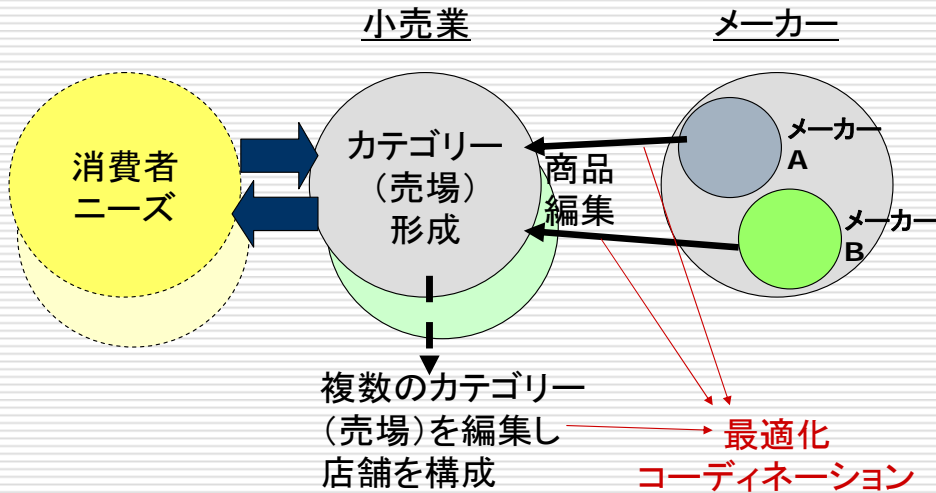 小売業
メーカー
消費者
ニーズ
カテゴリー
（売場）
形成
商品
編集
メーカー
A
メーカー
B
複数のカテゴリー
（売場）を編集し
店舗を構成
最適化
コーディネーション